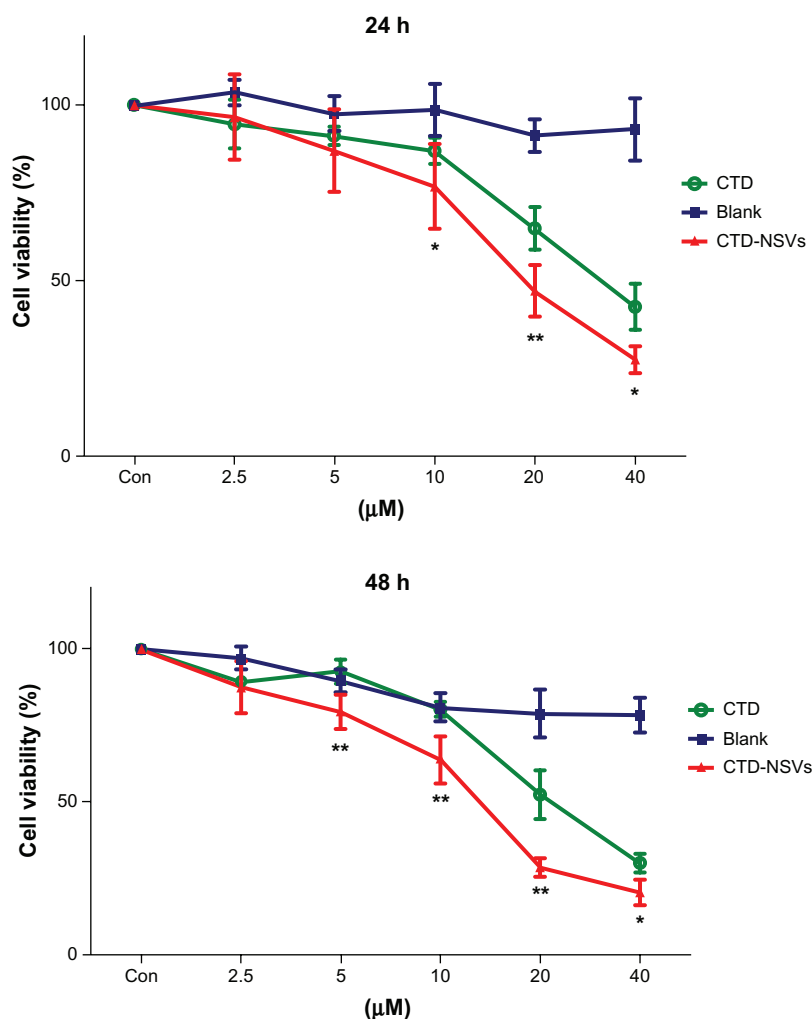 24 h
100
50
0
Cell viability (%)
CTD
Blank
CTD-NSVs
*
**
*
Con 2.5 5 10 20 40
(μM)
48 h
100
50
0
Cell viability (%)
CTD
Blank
CTD-NSVs
**
**
**
*
Con 2.5 5 10 20 40
(μM)